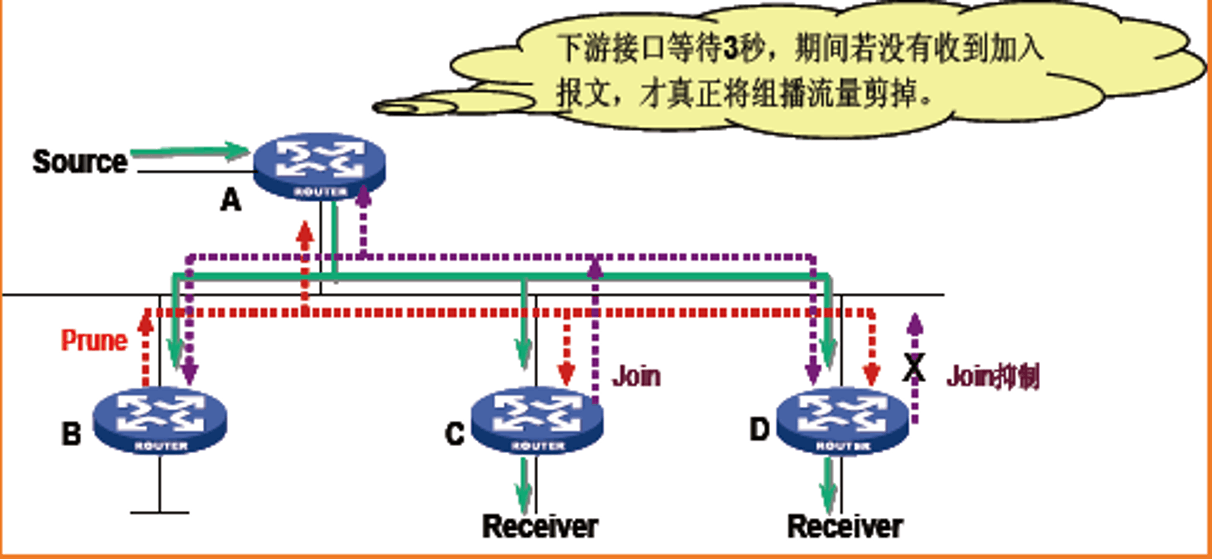 下游接口等待3秒，期间若没有收到加入
报文，才真正将组播流量剪掉。
Source
ROUTER
A
Prune
Join
X
Join抑制
B
ROUTER
C
ROUTER
D
ROUTER
Receiver
Receiver